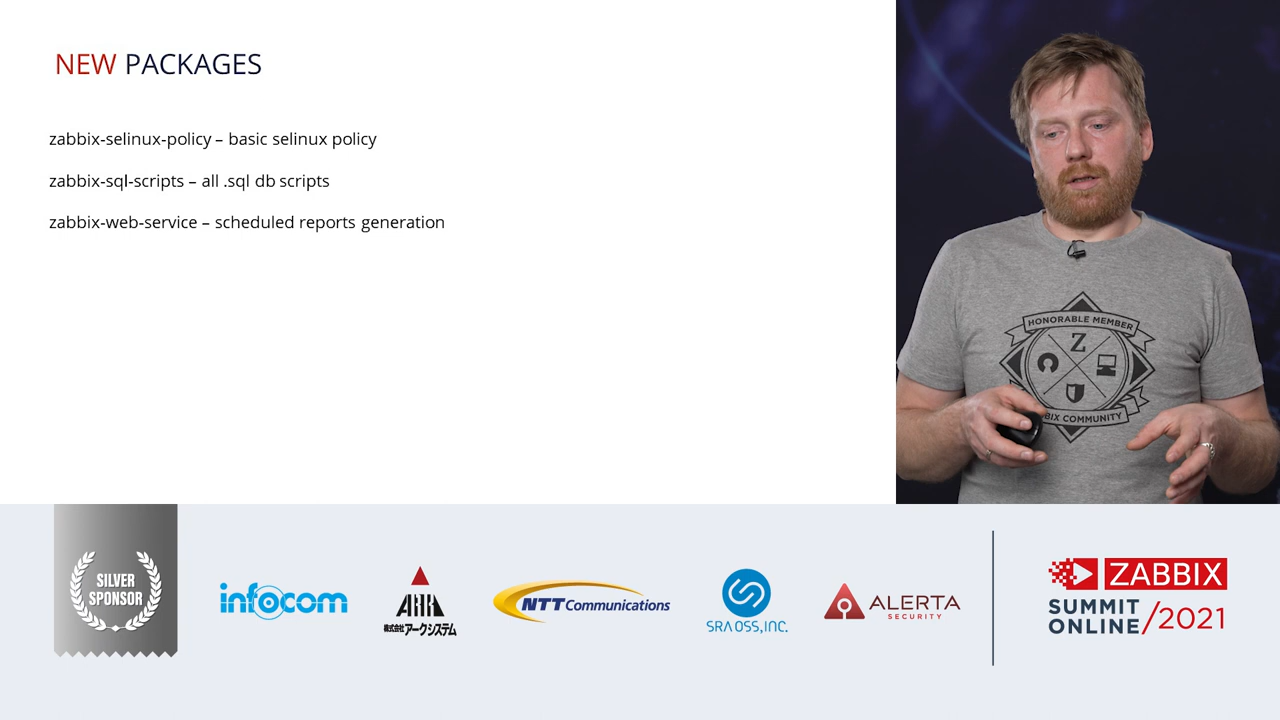 NEW PACKAGES
zabbix-selinux-policy – basic selinux policy
zabbix-sql-scripts – all .sql db scripts
zabbix-web-service – scheduled reports generation
HONORABLE MEMBER
Z
BIX COMMUNITY
SILVER
SPONSOR
infocom
ARK
株式会社アークシステム
NTT Communications
SRA OSS, INC.
ALERTA
SECURITY
ZABBIX
SUMMIT
ONLINE /2021